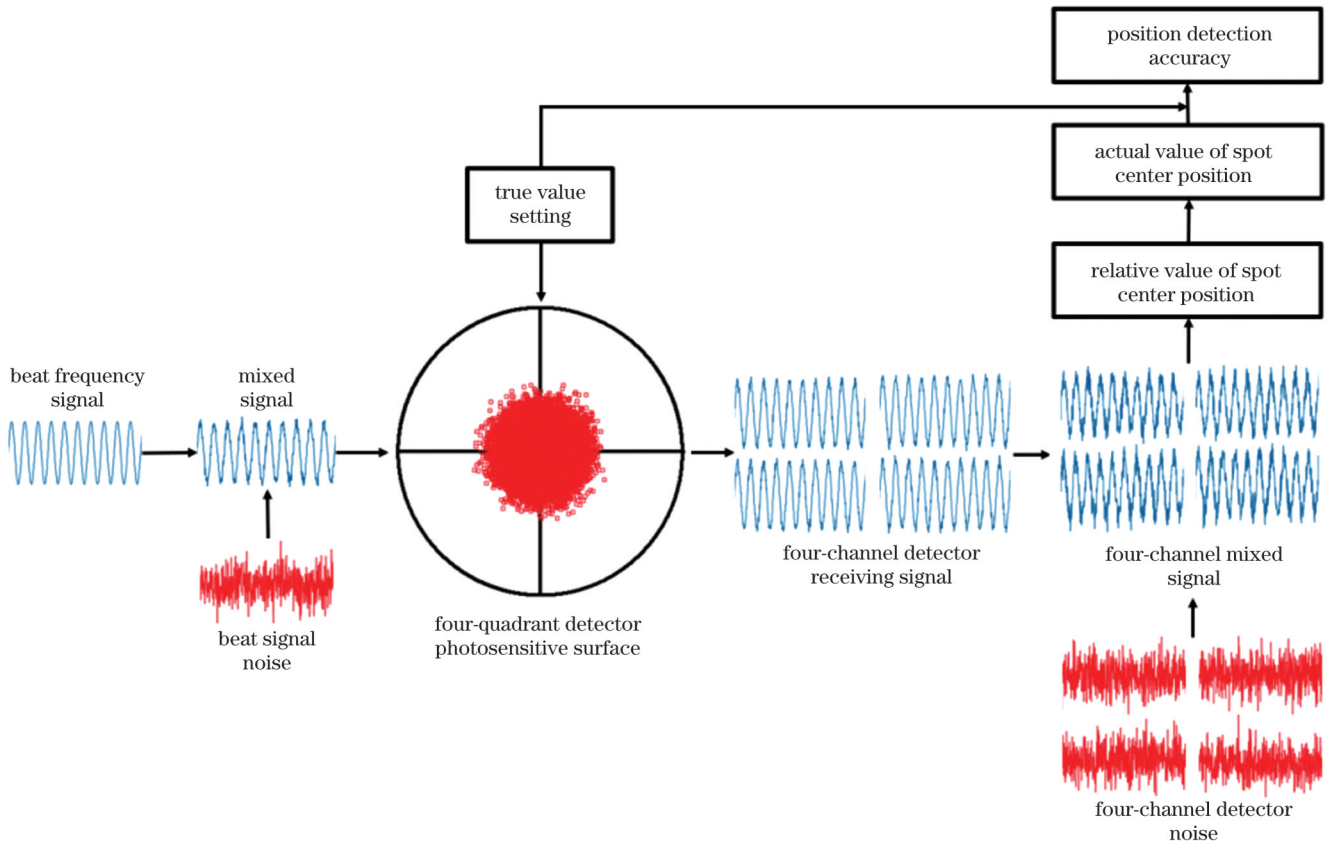 position detection
accuracy
actual value of spot
center position
true value
setting
relative value of spot
center position
beat frequency
signal
mixed
signal
four-channel detector
receiving signal
four-channel mixed
signal
beat signal
noise
four-quadrant detector
photosensitive surface
four-channel detector
noise